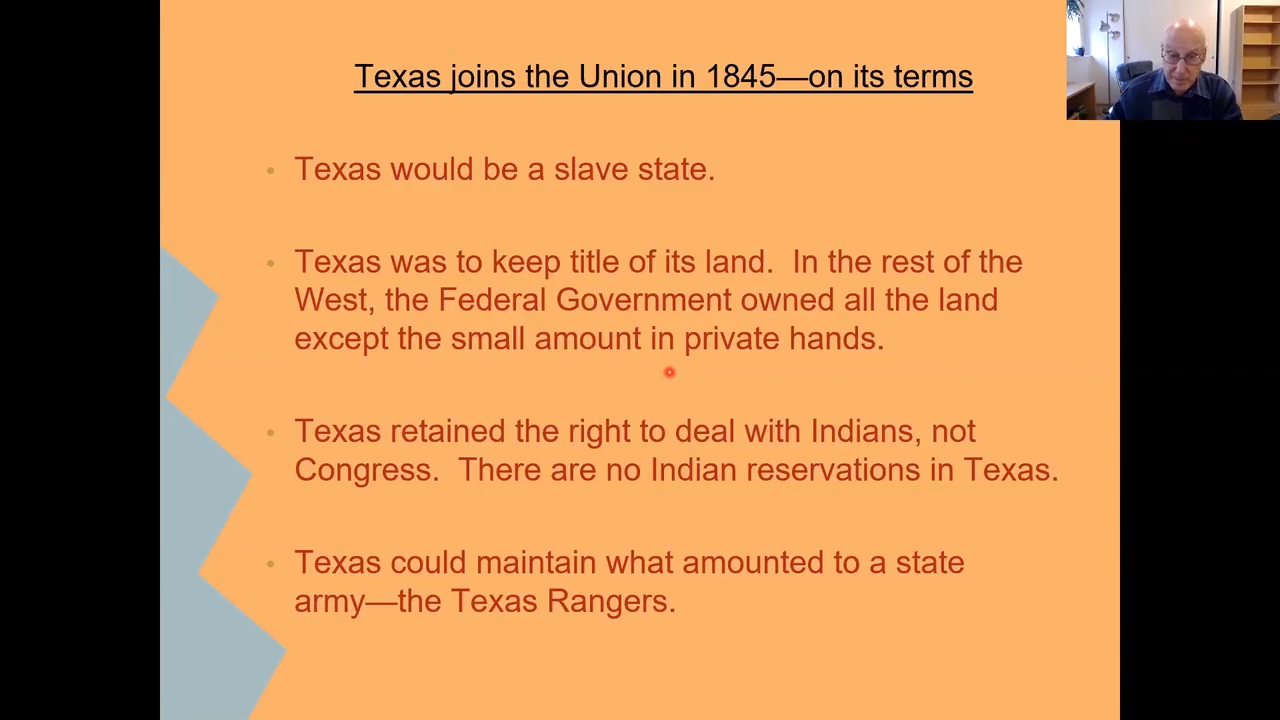 Texas joins the Union in 1845—on its terms
• Texas would be a slave state.
• Texas was to keep title of its land.  In the rest of the
West, the Federal Government owned all the land
except the small amount in private hands.
• Texas retained the right to deal with Indians, not
Congress.  There are no Indian reservations in Texas.
• Texas could maintain what amounted to a state
army—the Texas Rangers.